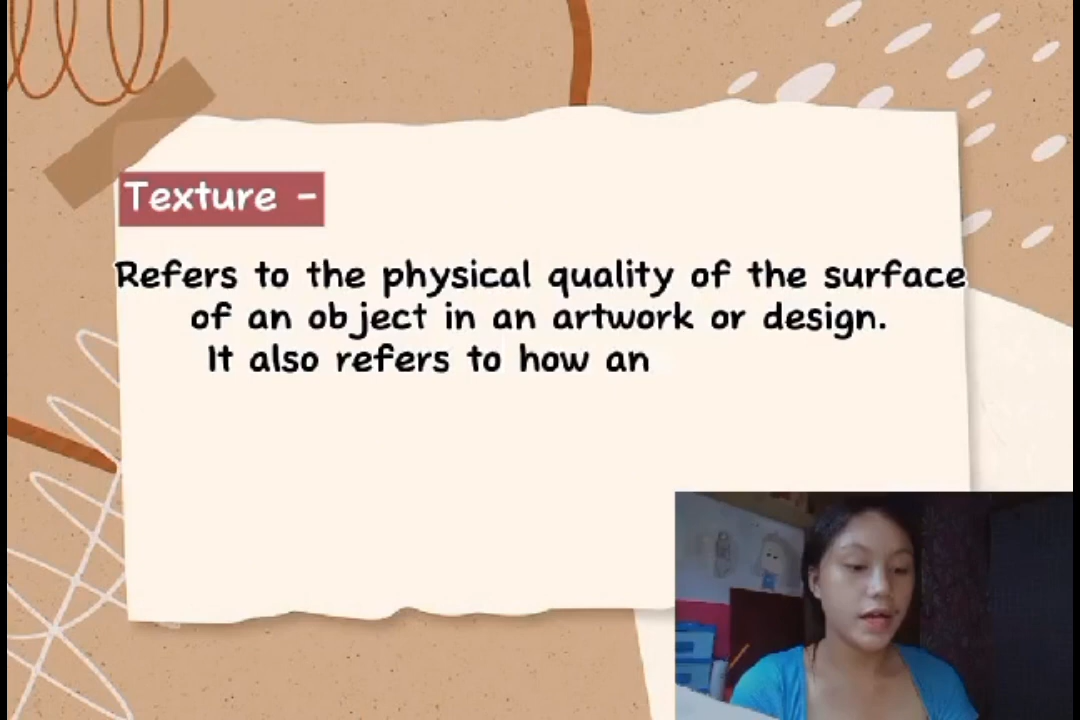 Texture -
Refers to the physical quality of the surface
of an object in an artwork or design.
It also refers to how an